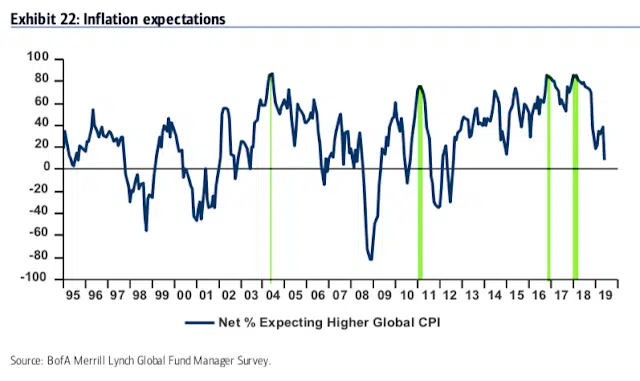 Exhibit 22: Inflation expectations
100
80
60
40
20
0
-20
-40
-60
-80
-100
95 96 97 98 99 00 01 02 03 04 05 06 07 08 09 10 11 12 13 14 15 16 17 18 19
Net % Expecting Higher Global CPI
Source: BofA Merrill Lynch Global Fund Manager Survey.